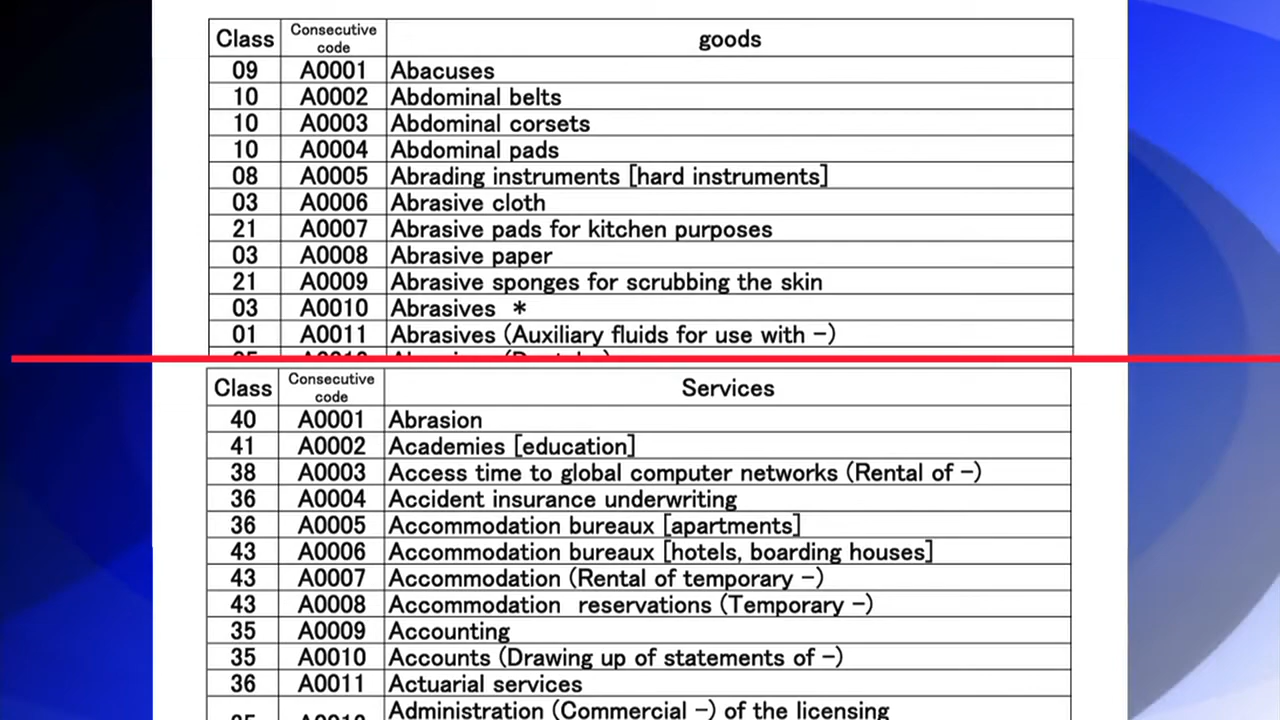 Class Consecutive code goods
09 A0001 Abacuses
10 A0002 Abdominal belts
10 A0003 Abdominal corsets
10 A0004 Abdominal pads
08 A0005 Abrading instruments [hard instruments]
03 A0006 Abrasive cloth
21 A0007 Abrasive pads for kitchen purposes
03 A0008 Abrasive paper
21 A0009 Abrasive sponges for scrubbing the skin
03 A0010 Abrasives *
01 A0011 Abrasives (Auxiliary fluids for use with −)
Class Consecutive code Services
40 A0001 Abrasion
41 A0002 Academies [education]
38 A0003 Access time to global computer networks (Rental of −)
36 A0004 Accident insurance underwriting
36 A0005 Accommodation bureaux [apartments]
43 A0006 Accommodation bureaux [hotels, boarding houses]
43 A0007 Accommodation (Rental of temporary −)
43 A0008 Accommodation reservations (Temporary −)
35 A0009 Accounting
35 A0010 Accounts (Drawing up of statements of −)
36 A0011 Actuarial services
Administration (Commercial −) of the licensing